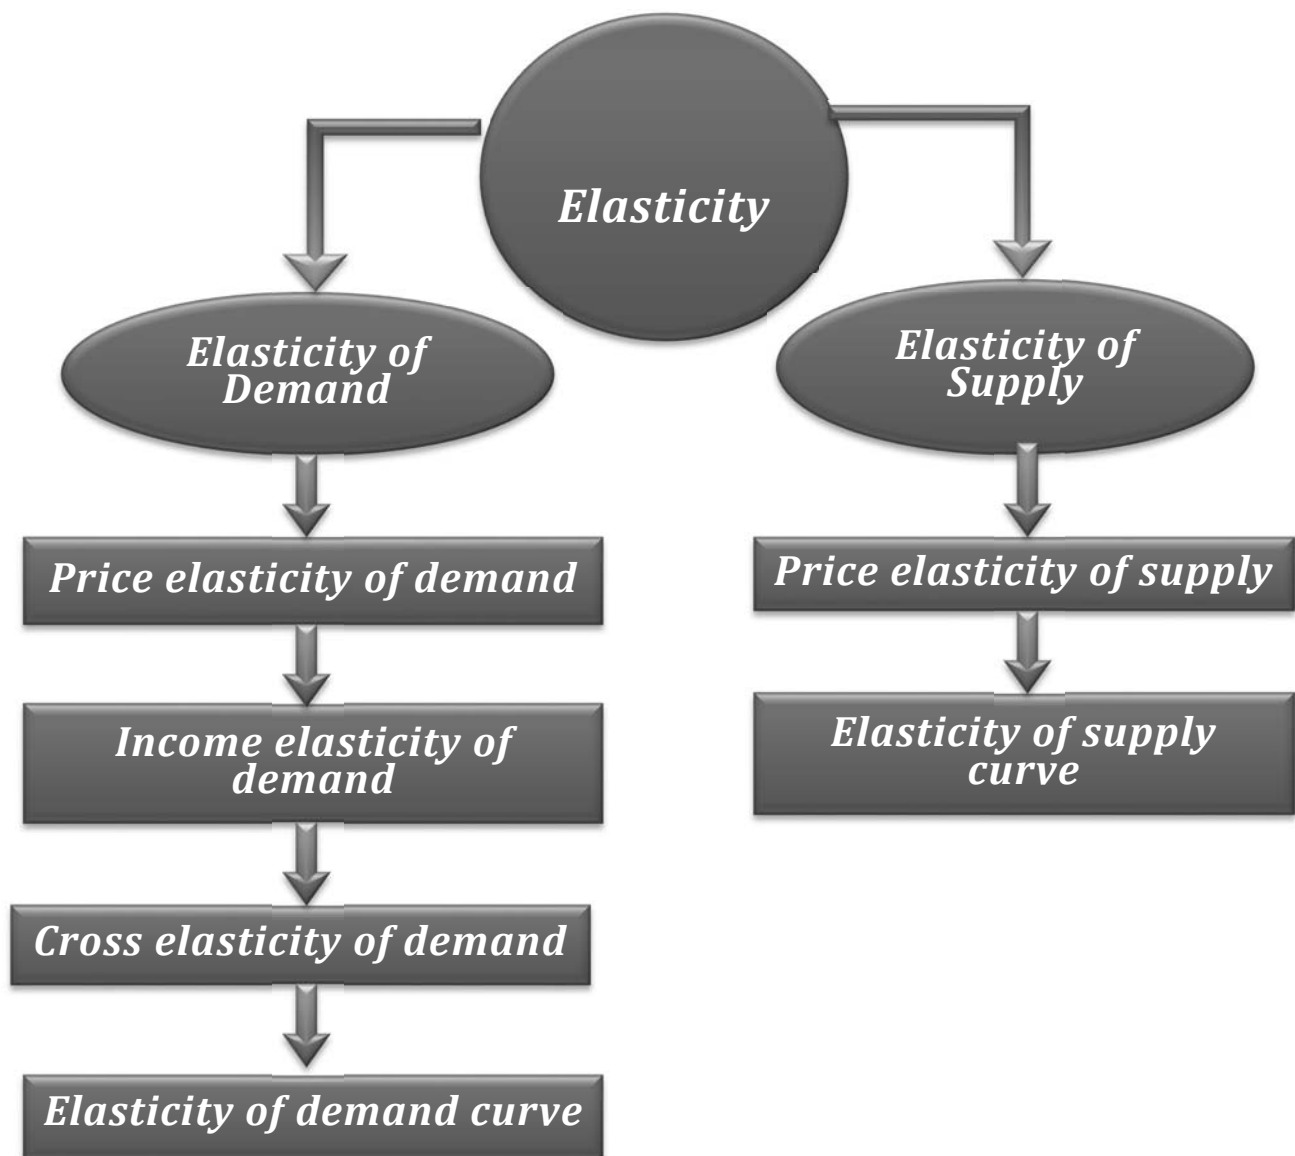 Elasticity
Elasticity of
Demand
Elasticity of
Supply
Price elasticity of demand
Price elasticity of supply
Income elasticity of
demand
Elasticity of supply
curve
Cross elasticity of demand
Elasticity of demand curve